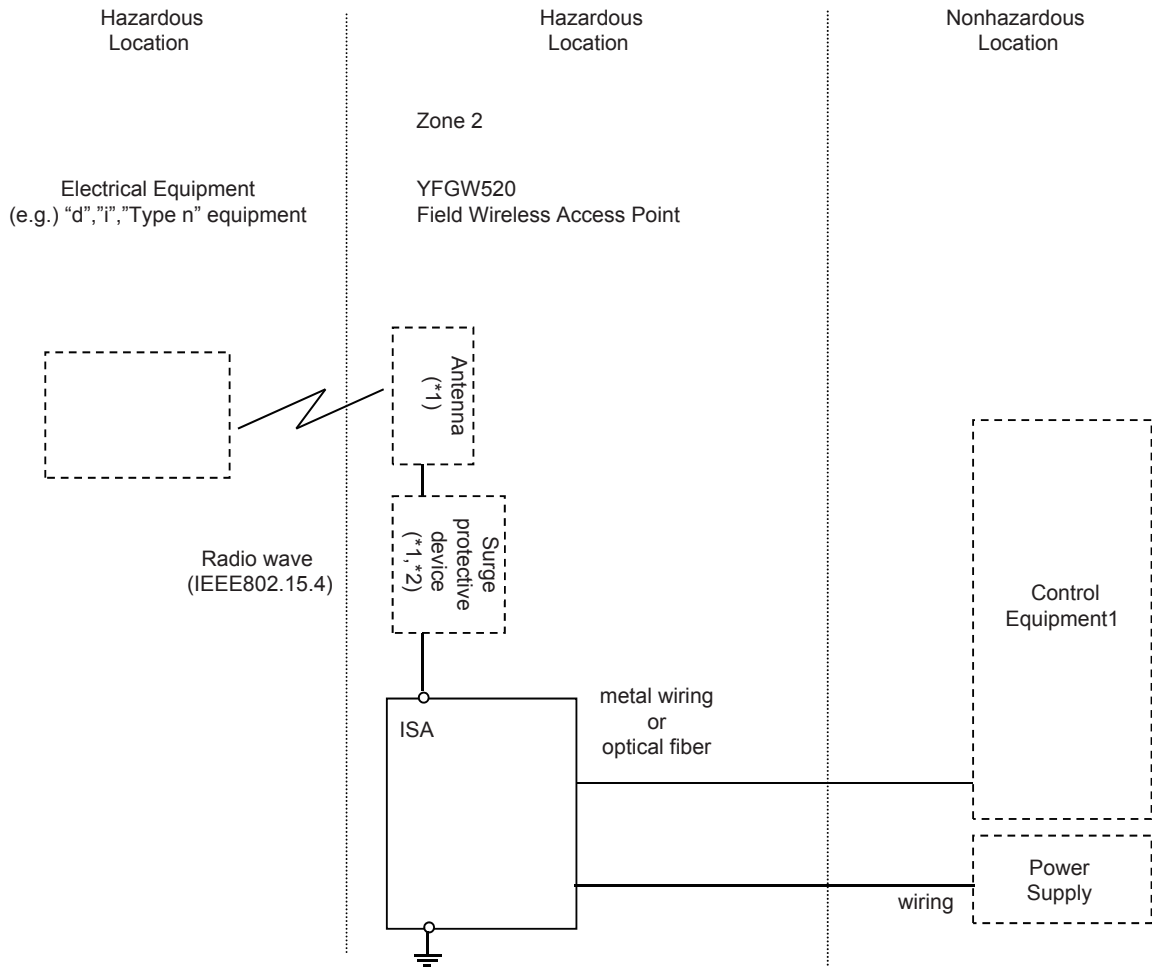 Hazardous
Location
Hazardous
Location
Nonhazardous
Location
Zone 2
Electrical Equipment
(e.g.) “d”,”i”,”Type n” equipment
YFGW520
Field Wireless Access Point
Antenna
(*1)
Surge
protective
device
(*1,*2)
Radio wave
(IEEE802.15.4)
Control
Equipment1
metal wiring
or
optical fiber
ISA
Power
Supply
wiring